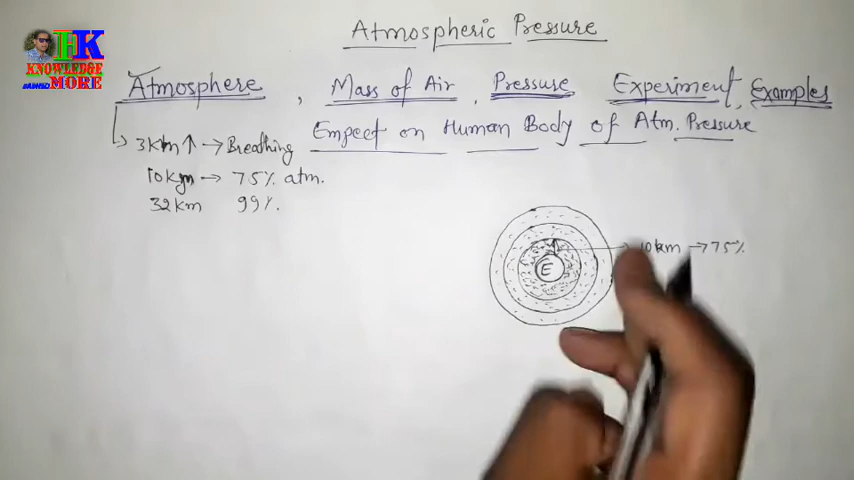 Atmospheric Pressure
HK
KNOWLEDGE
MORE
Atmosphere, Mass of Air, Pressure Experiment, Examples
Empect on Human Body of Atm. Pressure
3km ↑ → Breathing
10km → 75% atm.
32km 99%
E
10km → 75%